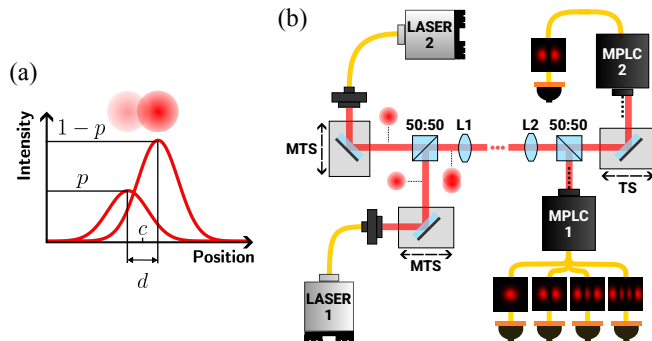 (a)
Intensity
1 − p
p
c
Position
d
(b)
LASER
2
MPLC
2
50:50
L1
L2
50:50
MTS
TS
MPLC
1
MTS
LASER
1